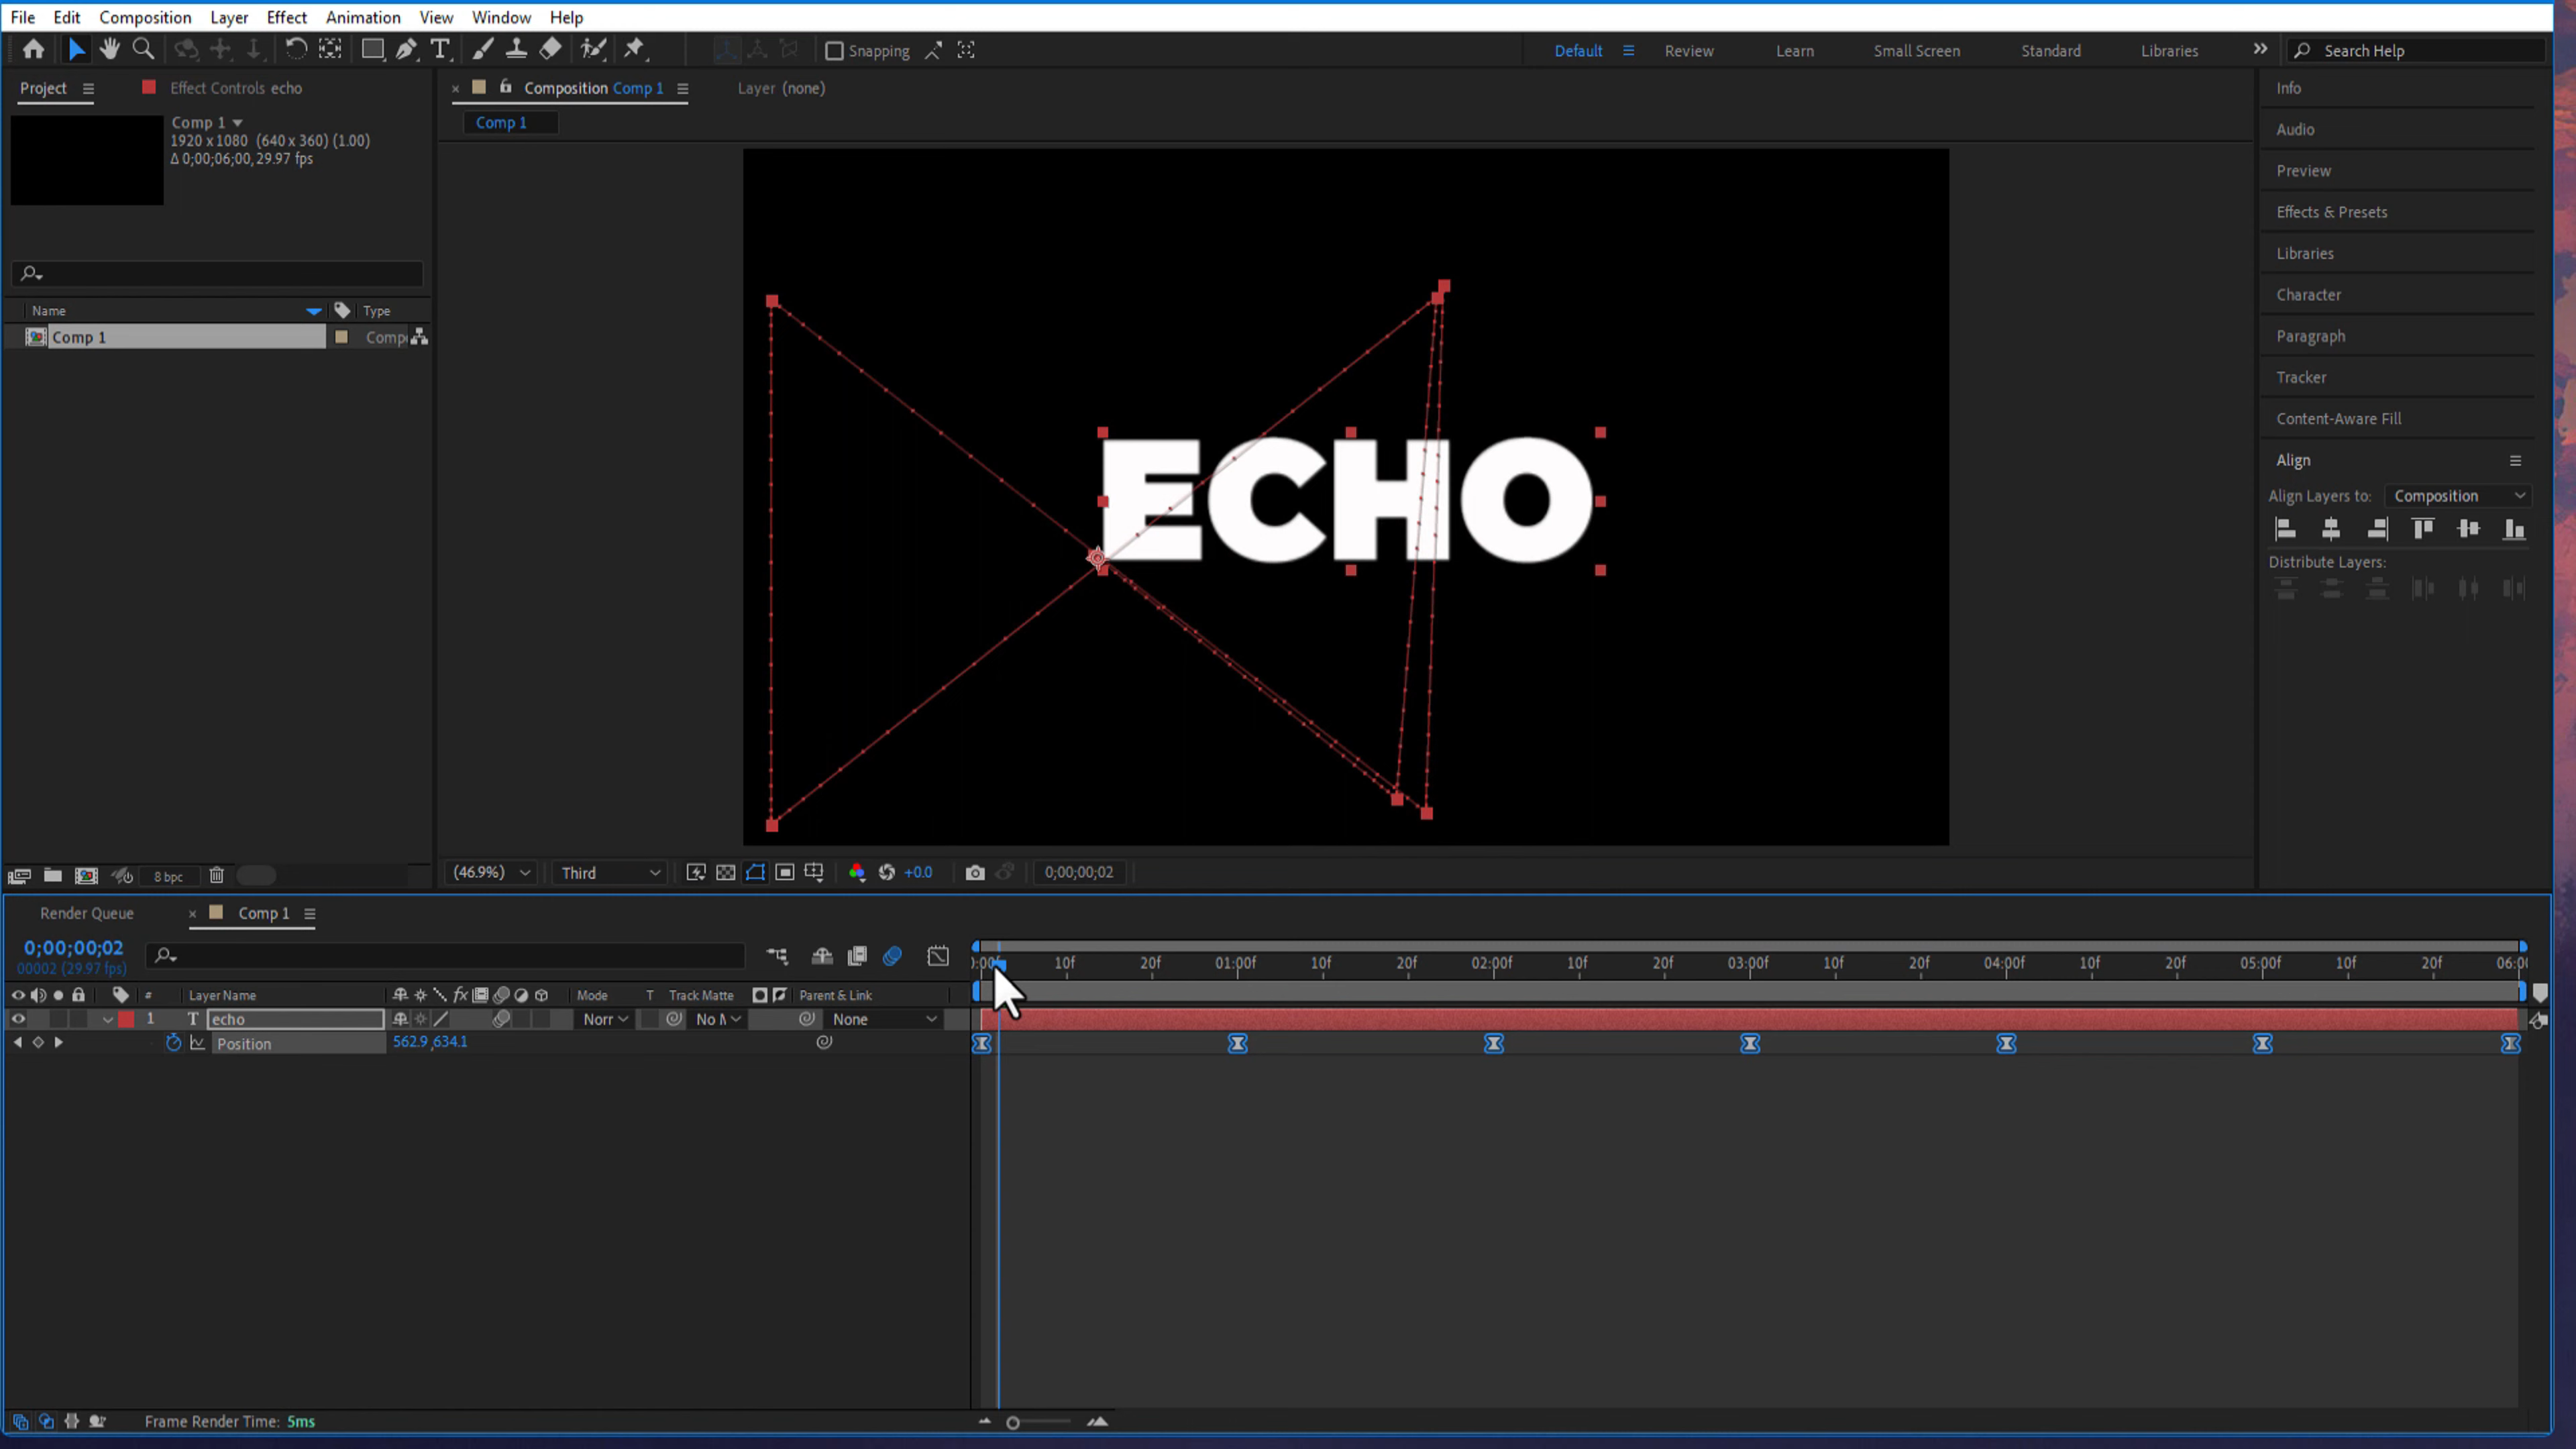 File Edit Composition Layer Effect Animation View Window Help
Snapping Default Review Learn Small Screen Standard Libraries Search Help
Project Effect Controls echo
Comp 1
1920 x 1080 (640 x 360) (1.00)
Δ 0;00;06;00, 29.97 fps
Name Type
Comp 1 Comp
8 bpc
Composition Comp 1 Layer (none)
Comp 1
ECHO
(46.9%) Third +0.0 0;00;00;02
Info
Audio
Preview
Effects & Presets
Libraries
Character
Paragraph
Tracker
Content-Aware Fill
Align
Align Layers to: Composition
Distribute Layers:
Render Queue Comp 1
0;00;00;02
00002 (29.97 fps)
# Layer Name fx Mode T Track Matte Parent & Link
1 T echo Norr No M None
Position 562.9,634.1
):00f 10f 20f 01:00f 10f 20f 02:00f 10f 20f 03:00f 10f 20f 04:00f 10f 20f 05:00f 10f 20f 06:0
Frame Render Time: 5ms